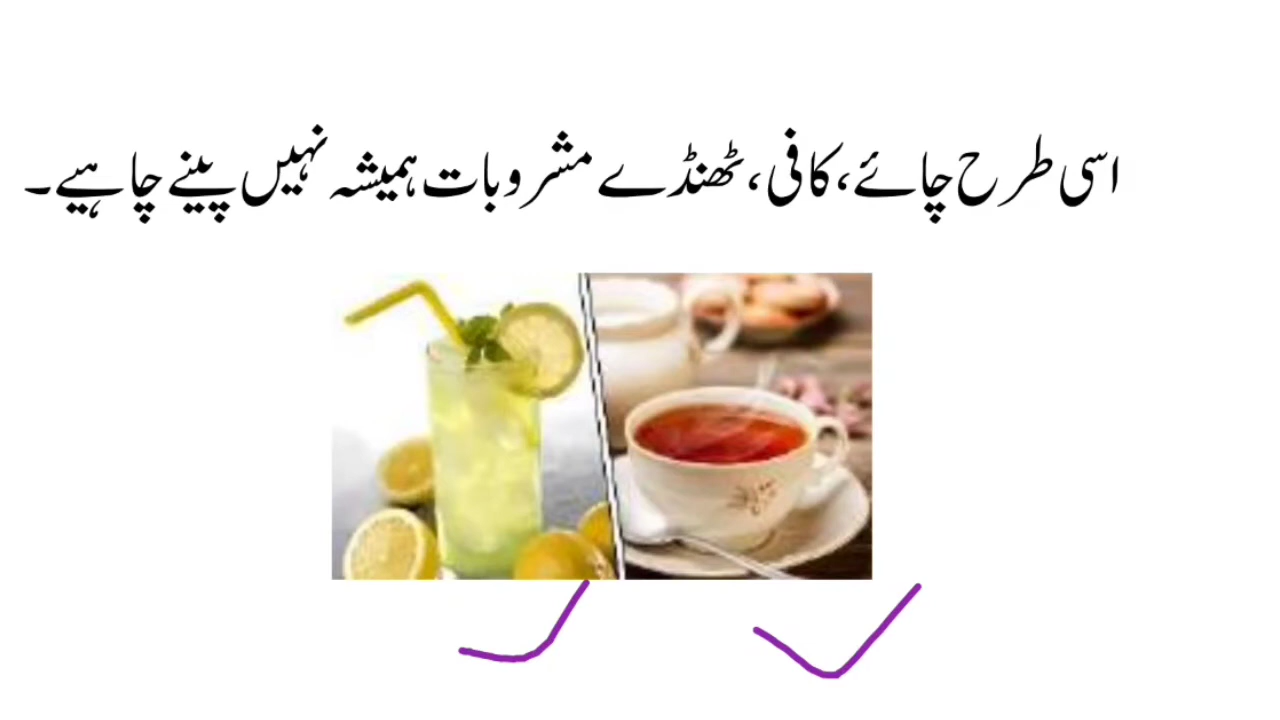 اسی طرح چائے، کافی، ٹھنڈے مشروبات ہمیشہ نہیں پینے چاہیے۔